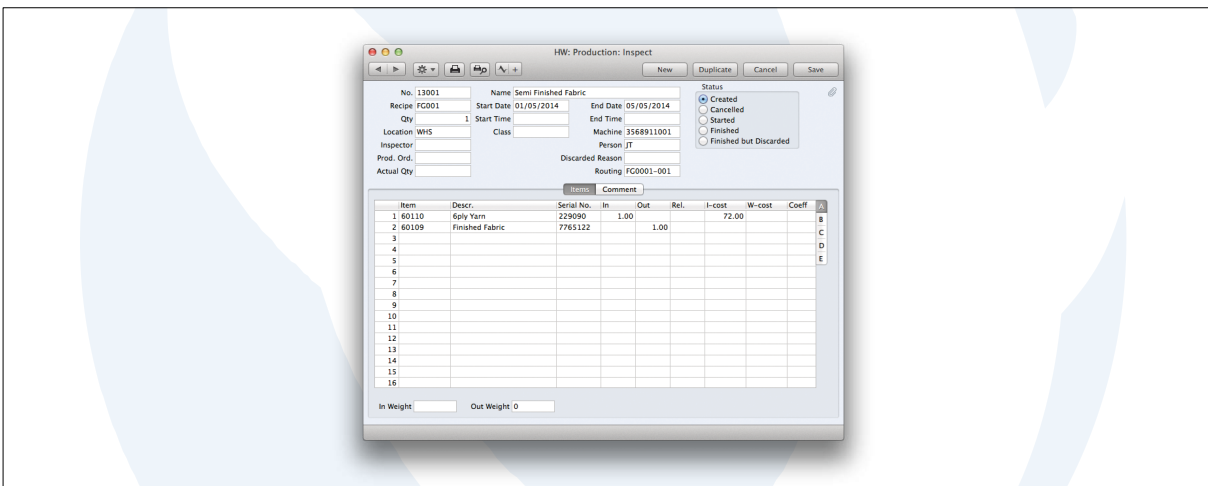 HW: Production: Inspect
New Duplicate Cancel Save
No. 13001 Name Semi Finished Fabric Status
Recipe FG001 Start Date 01/05/2014 End Date 05/05/2014 Created
Qty 1 Start Time End Time Cancelled
Location WHS Class Machine 3568911001 Started
Inspector Person JT Finished
Prod. Ord. Discarded Reason Finished but Discarded
Actual Qty Routing FG0001-001
Items Comment
Item Descr. Serial No. In Out Rel. I-cost W-cost Coeff A
1 60110 6ply Yarn 229090 1.00 72.00 B
2 60109 Finished Fabric 7765122 1.00 C
3
4 D
5 E
6
7
8
9
10
11
12
13
14
15
16
In Weight Out Weight 0